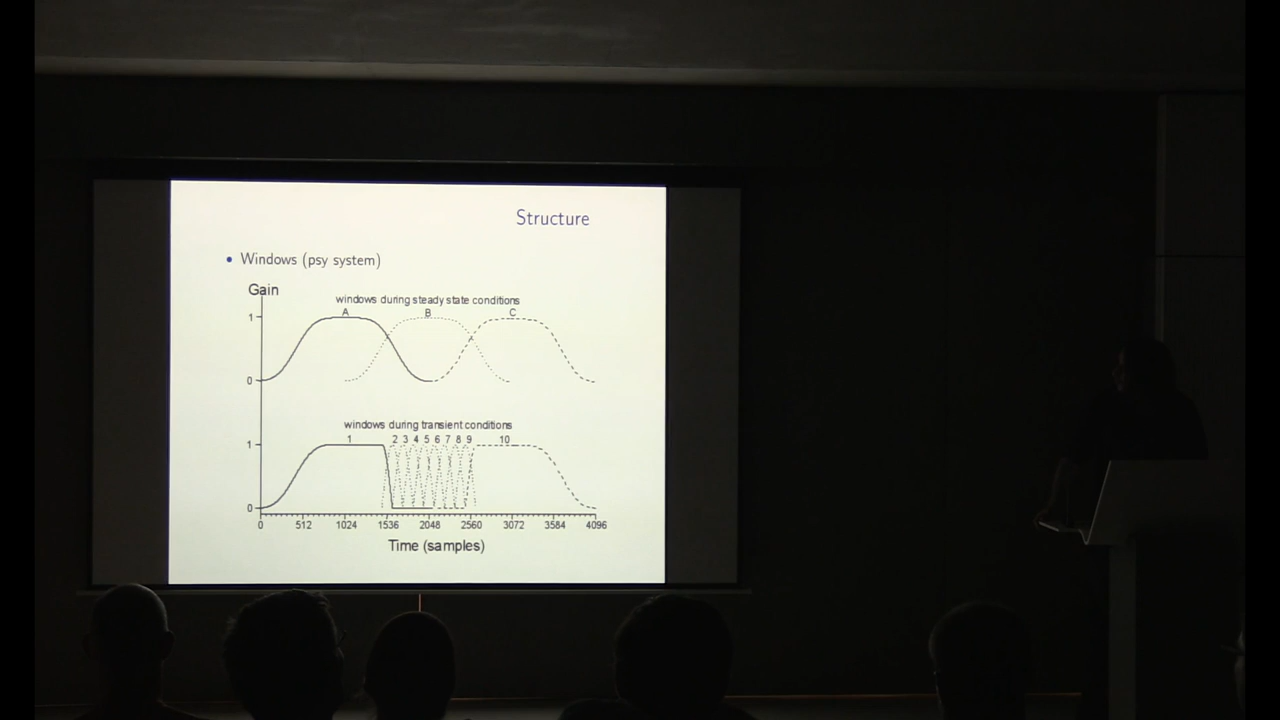 Structure
• Windows (psy system)
Gain
windows during steady state conditions
A B C
1
0
windows during transient conditions
1 2 3 4 5 6 7 8 9 10
1
0
0 512 1024 1536 2048 2560 3072 3584 4096
Time (samples)